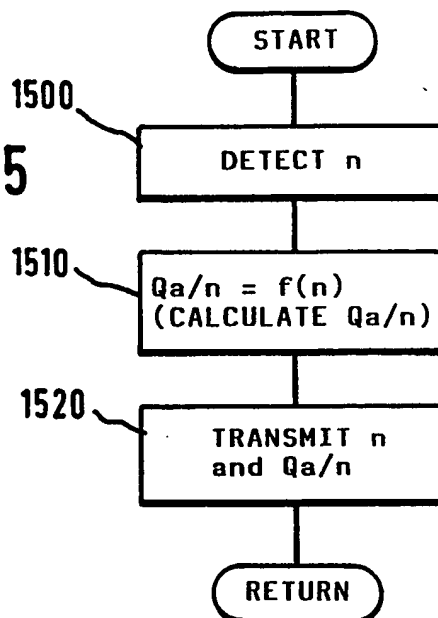 START
1500
5
DETECT n
1510
Qa/n = f(n)
(CALCULATE Qa/n)
1520
TRANSMIT n
and Qa/n
RETURN